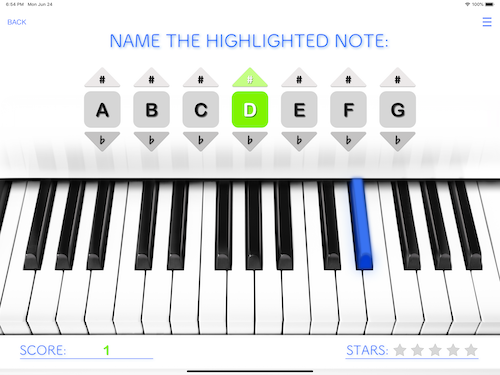 6:54 PM Mon Jun 24 100%
BACK
NAME THE HIGHLIGHTED NOTE:
# # # # # # #
A B C D E F G
♭ ♭ ♭ ♭ ♭ ♭ ♭
SCORE: 1 STARS: